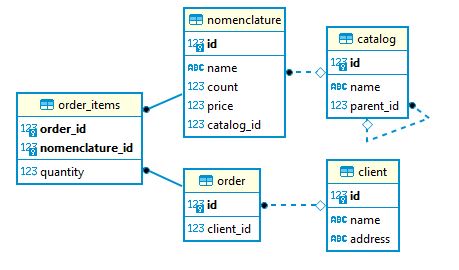 nomenclature
123 id
ABC name
123 count
123 price
123 catalog_id
catalog
123 id
ABC name
123 parent_id
order_items
123 order_id
123 nomenclature_id
123 quantity
order
123 id
123 client_id
client
123 id
ABC name
ABC address